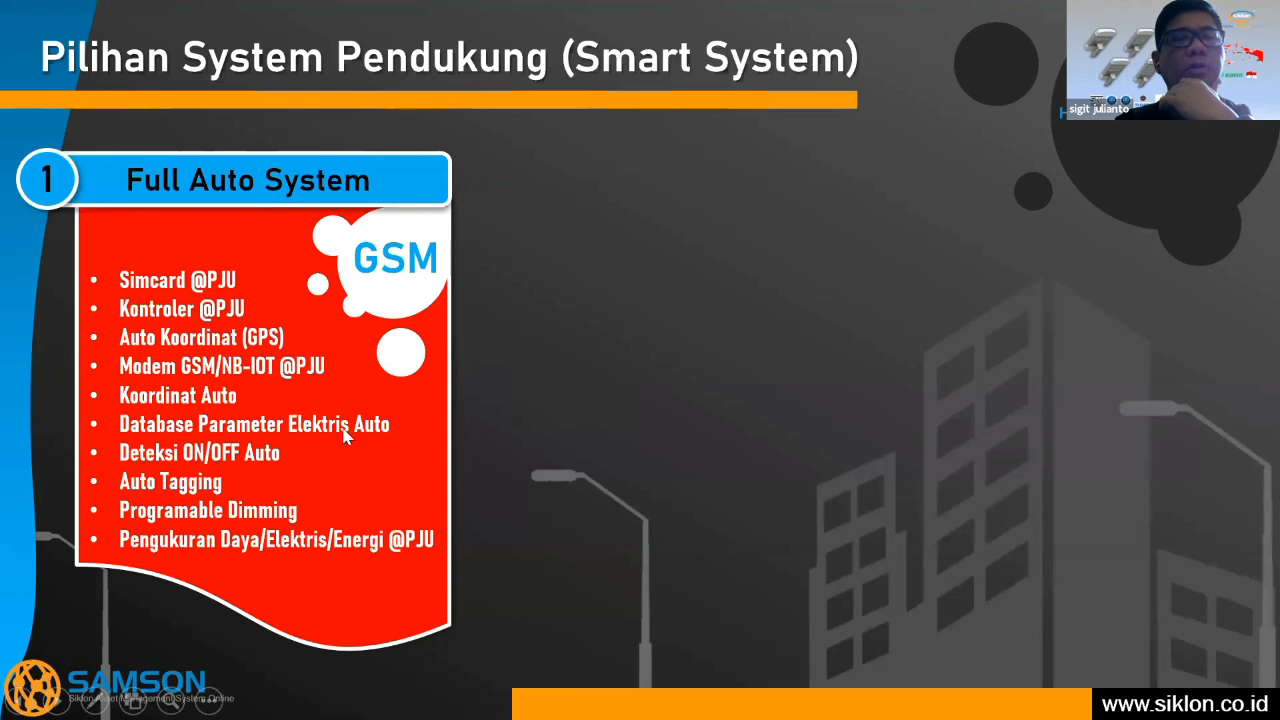 Pilihan System Pendukung (Smart System)
siklon
sigit julianto
1
Full Auto System
GSM
• Simcard @PJU
• Kontroler @PJU
• Auto Koordinat (GPS)
• Modem GSM/NB-IOT @PJU
• Koordinat Auto
• Database Parameter Elektris Auto
• Deteksi ON/OFF Auto
• Auto Tagging
• Programable Dimming
• Pengukuran Daya/Elektris/Energi @PJU
SAMSON
Siklon Asset Management System Online
www.siklon.co.id